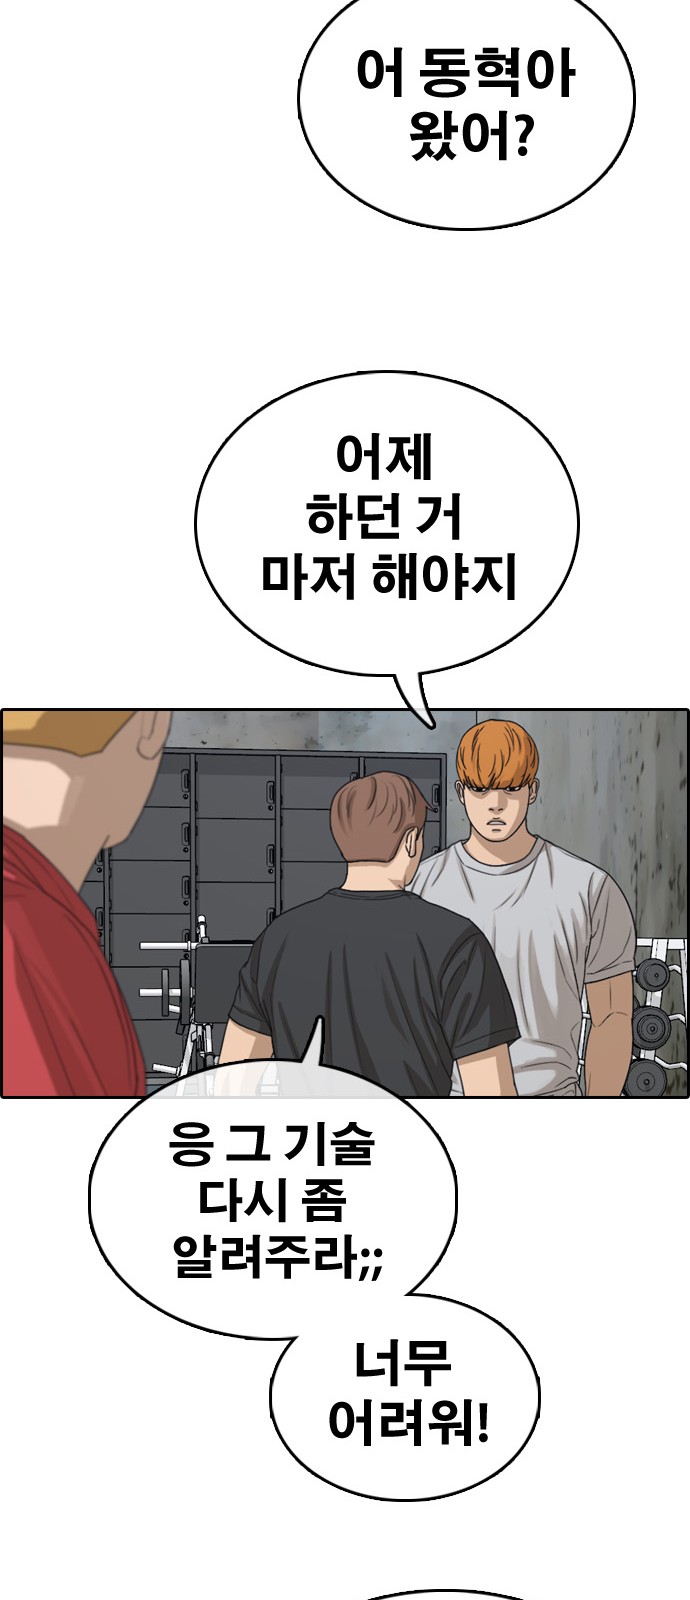 어 동혁아
왔어?
어제
하던 거
마저 해야지
응 그 기술
다시 좀
알려주라;;
너무
어려워!